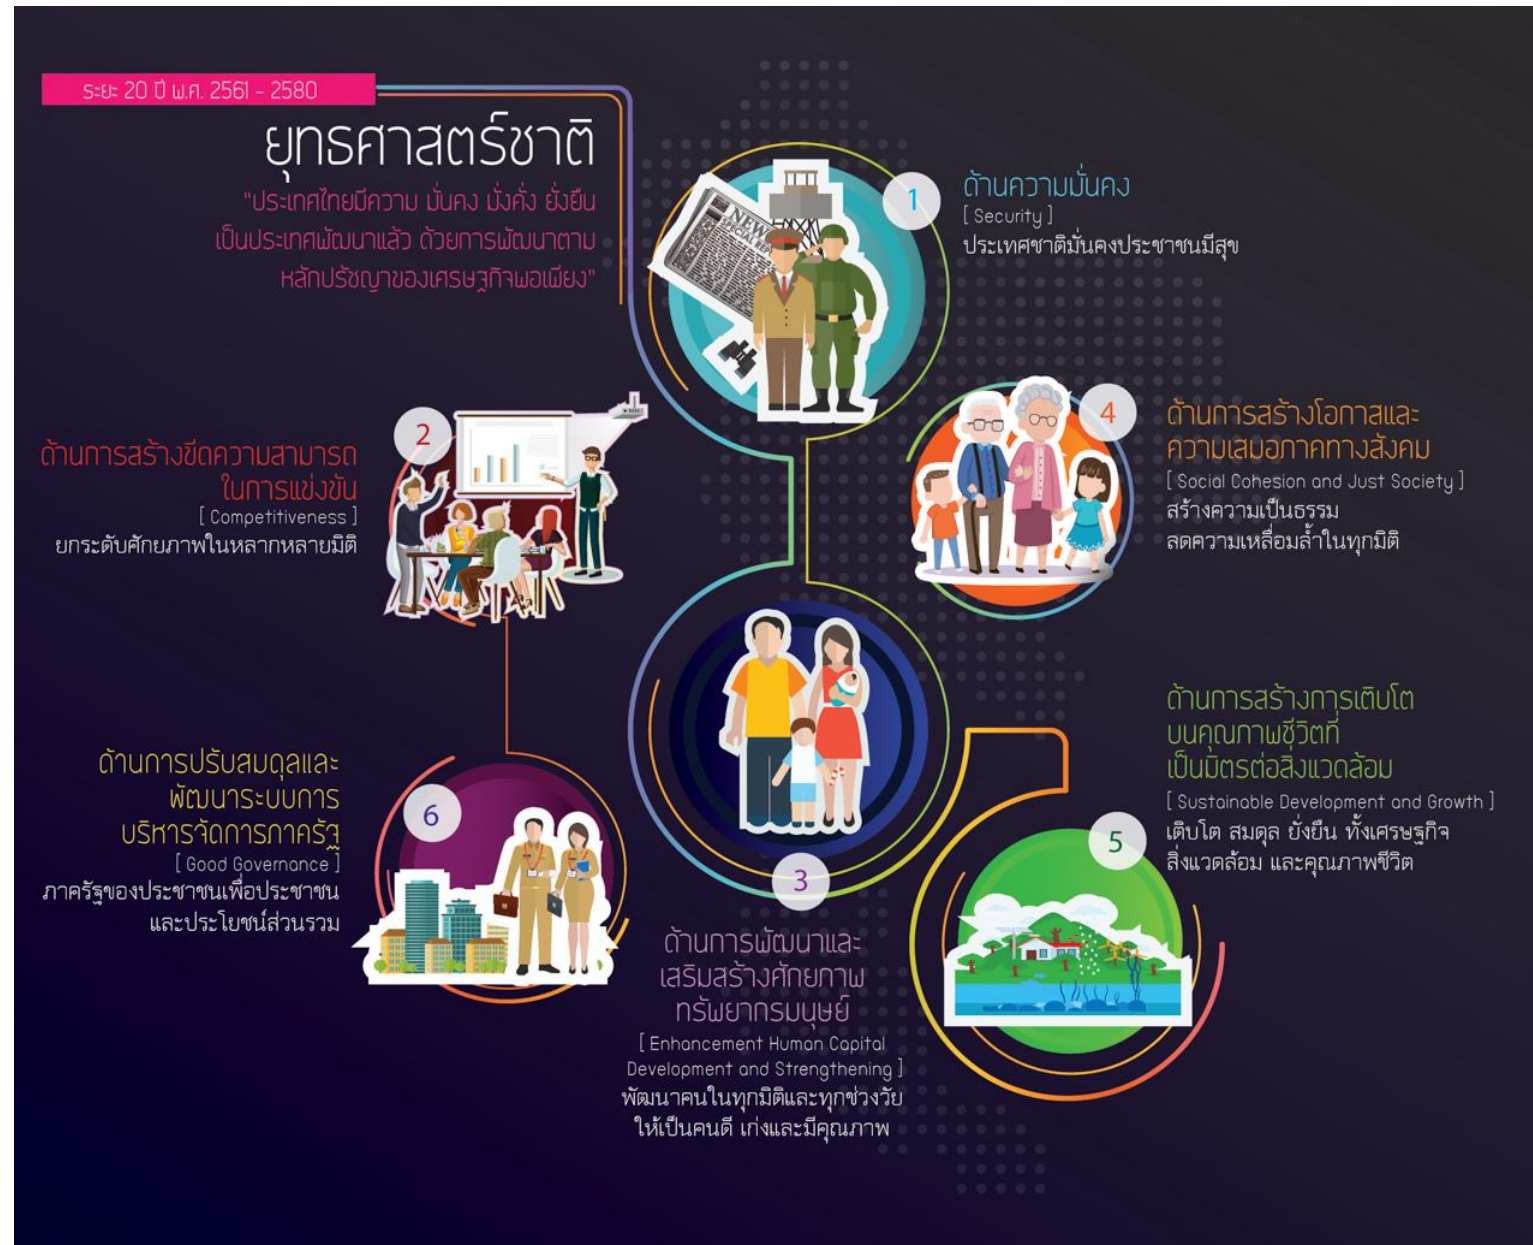 ระยะ 20 ปี พ.ศ. 2561 - 2580
ยุทธศาสตร์ชาติ
"ประเทศไทยมีความ มั่นคง มั่งคั่ง ยั่งยืน
เป็นประเทศพัฒนาแล้ว ด้วยการพัฒนาตาม
หลักปรัชญาของเศรษฐกิจพอเพียง"
NEWS
SPECIAL REPORT
1
ด้านความมั่นคง
[ Security ]
ประเทศชาติมั่นคงประชาชนมีสุข
2
ด้านการสร้างขีดความสามารถ
ในการแข่งขัน
[ Competitiveness ]
ยกระดับศักยภาพในหลากหลายมิติ
3
ด้านการพัฒนาและ
เสริมสร้างศักยภาพ
ทรัพยากรมนุษย์
[ Enhancement Human Capital
Development and Strengthening ]
พัฒนาคนในทุกมิติและทุกช่วงวัย
ให้เป็นคนดี เก่งและมีคุณภาพ
4
ด้านการสร้างโอกาสและ
ความเสมอภาคทางสังคม
[ Social Cohesion and Just Society ]
สร้างความเป็นธรรม
ลดความเหลื่อมล้ำในทุกมิติ
5
ด้านการสร้างการเติบโต
บนคุณภาพชีวิตที่
เป็นมิตรต่อสิ่งแวดล้อม
[ Sustainable Development and Growth ]
เติบโต สมดุล ยั่งยืน ทั้งเศรษฐกิจ
สิ่งแวดล้อม และคุณภาพชีวิต
6
ด้านการปรับสมดุลและ
พัฒนาระบบการ
บริหารจัดการภาครัฐ
[ Good Governance ]
ภาครัฐของประชาชนเพื่อประชาชน
และประโยชน์ส่วนรวม